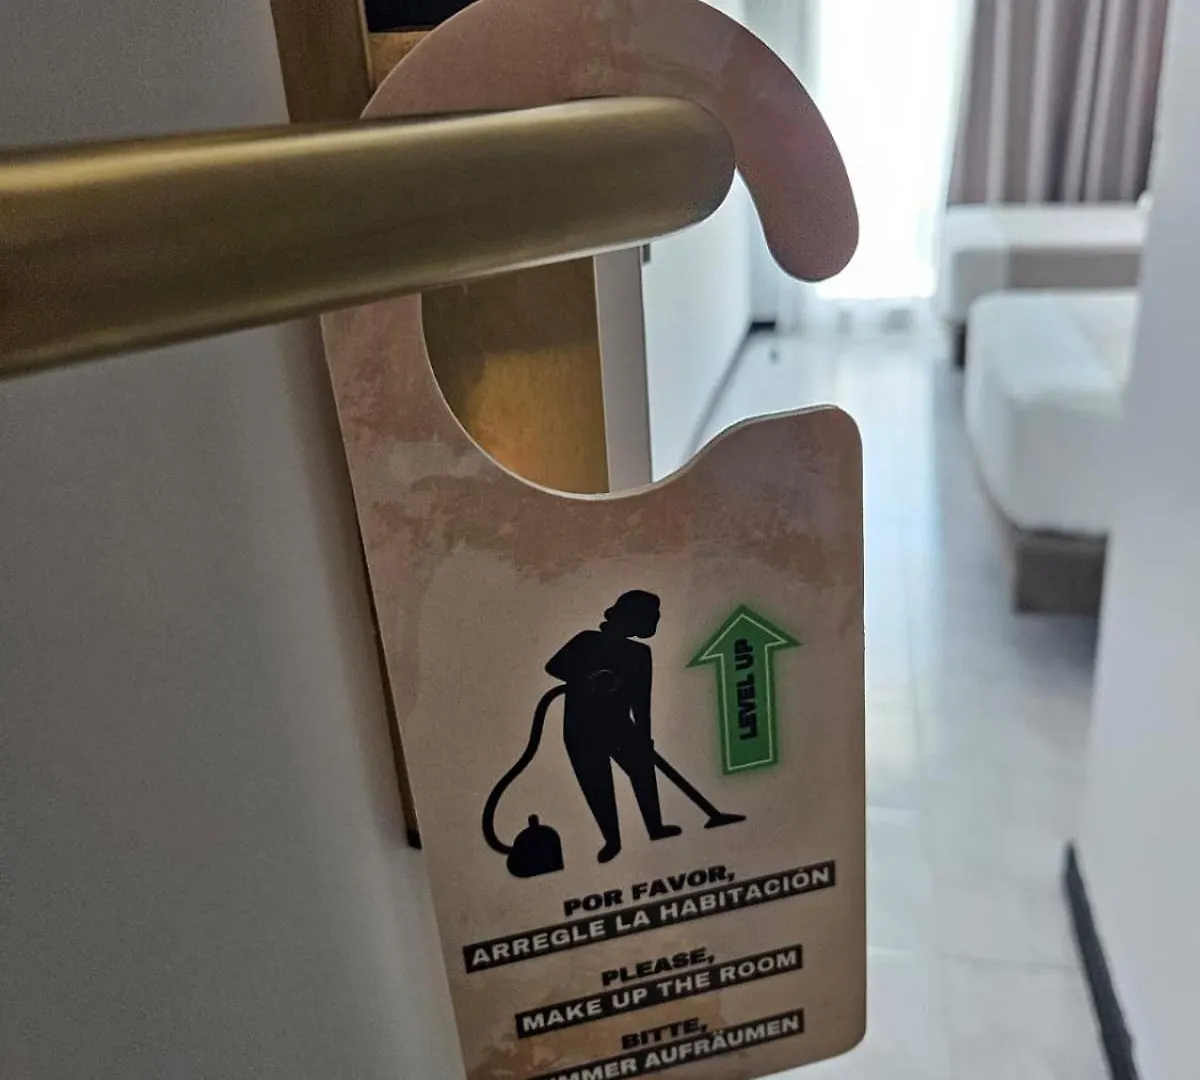 LEVEL UP
POR FAVOR,
ARREGLE LA HABITACIÓN
PLEASE,
MAKE UP THE ROOM
BITTE,
AUFRÄUMEN